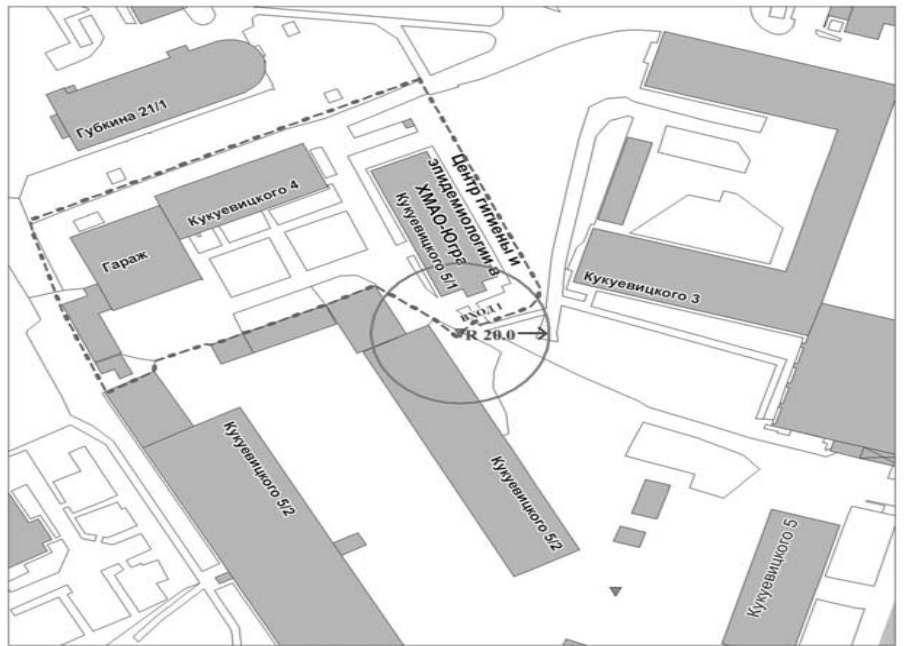 Губкина 21/1
Кукуевицкого 4
Гараж
Центр гигиены и
эпидемиологии в
ХМАО-Югра
Кукуевицкого 5/1
Кукуевицкого 3
ВХОД 1
R 20.0
Кукуевицкого 5/2
Кукуевицкого 5/2
Кукуевицкого 5